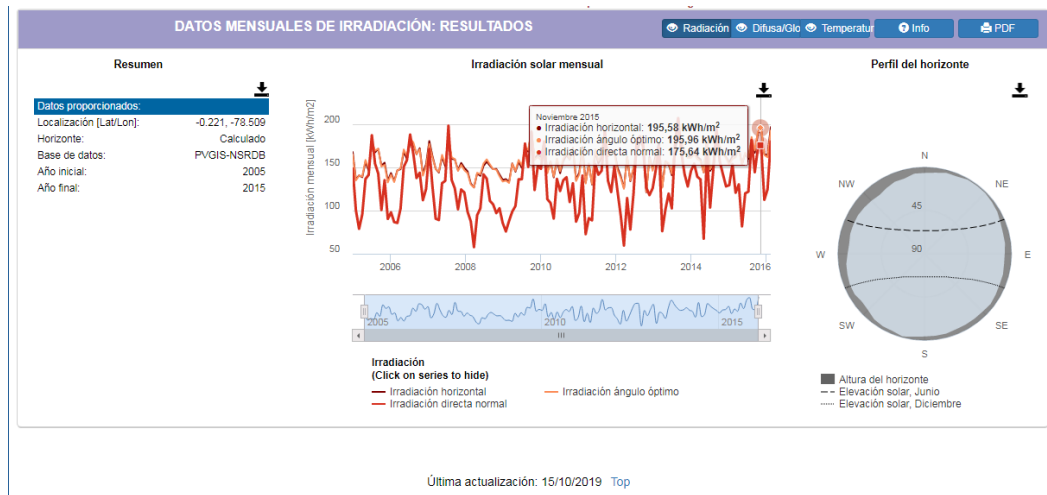 DATOS MENSUALES DE IRRADIACIÓN: RESULTADOS
Radiación
Difusa/Glo
Temperatur
Info
PDF
Resumen
Datos proporcionados:
Localización [Lat/Lon]: -0.221, -78.509
Horizonte: Calculado
Base de datos: PVGIS-NSRDB
Año inicial: 2005
Año final: 2015
Irradiación solar mensual
Irradiación mensual [kWh/m2]
200
150
100
50
Noviembre 2015
Irradiación horizontal: 195,58 kWh/m²
Irradiación ángulo óptimo: 195,96 kWh/m²
Irradiación directa normal: 175,64 kWh/m²
2006 2008 2010 2012 2014 2016
2005 2010 2015
Irradiación
(Click on series to hide)
Irradiación horizontal
Irradiación ángulo óptimo
Irradiación directa normal
Perfil del horizonte
N
NW NE
45
90
W E
SW SE
S
Altura del horizonte
Elevación solar, Junio
Elevación solar, Diciembre
Última actualización: 15/10/2019 Top